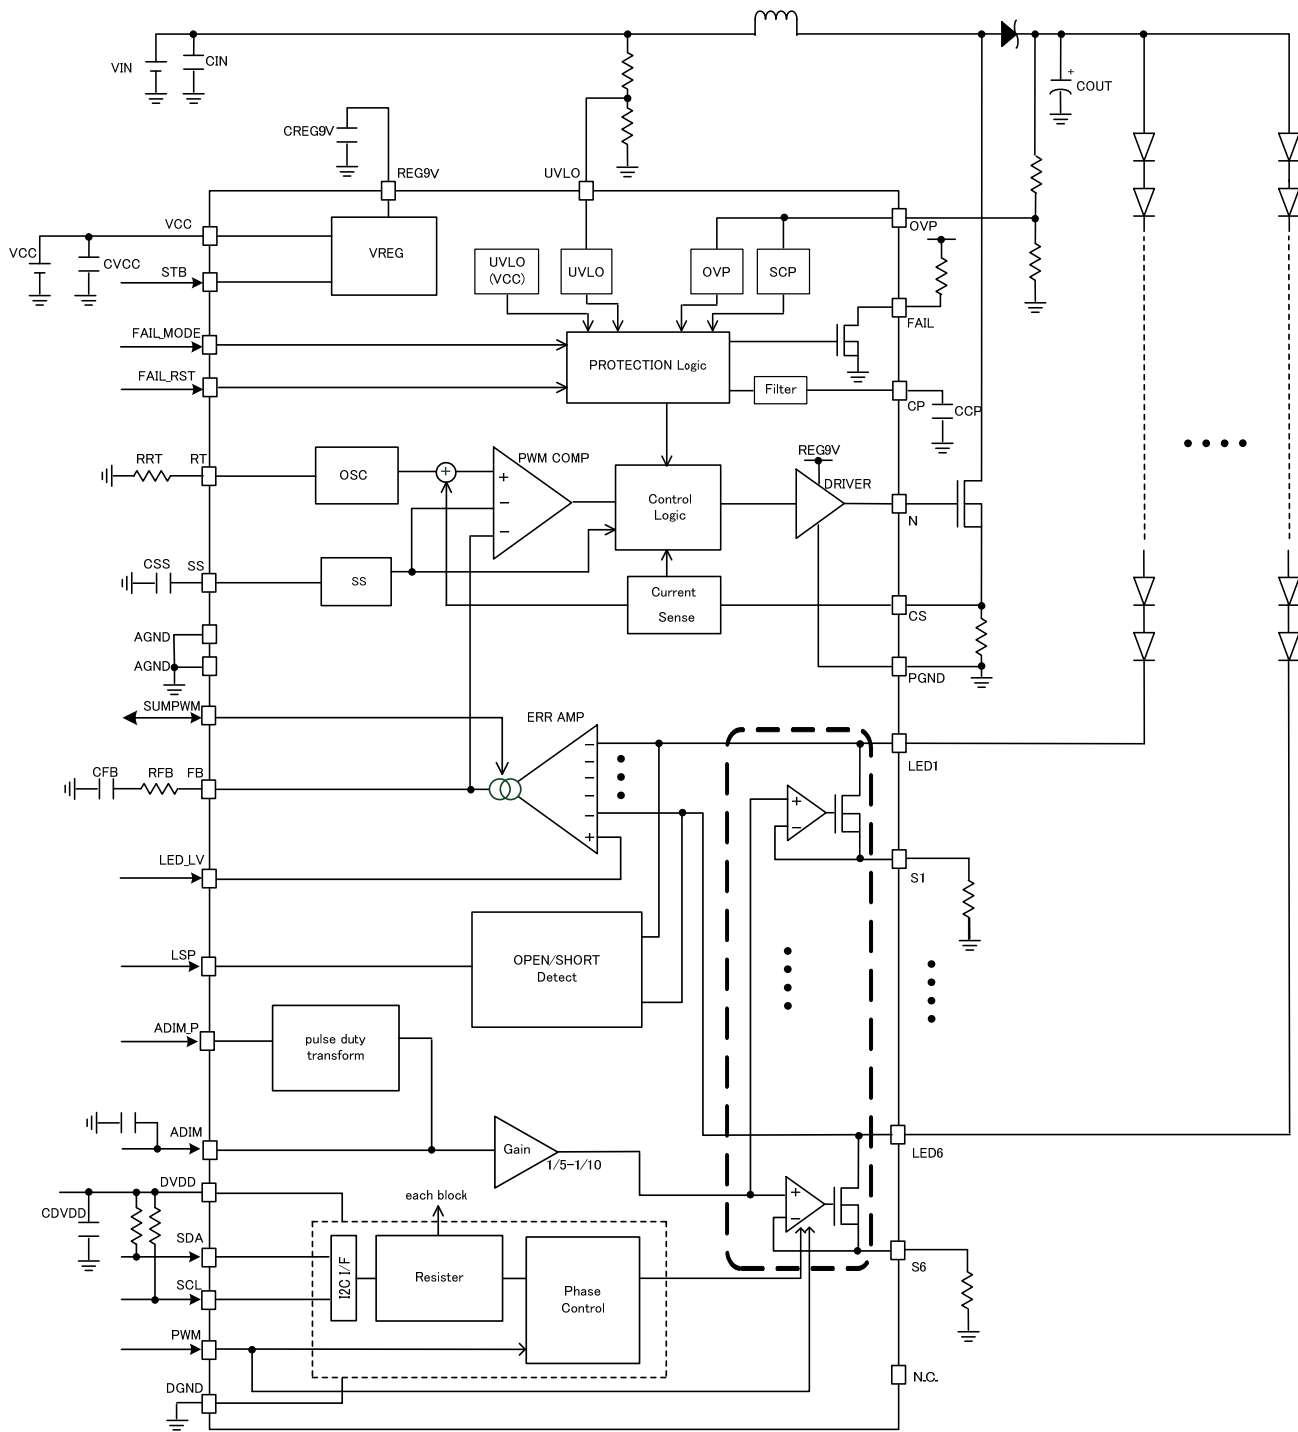 VIN
CIN
+
COUT
CREG9V
REG9V
UVLO
VCC
VCC
CVCC
STB
VREG
UVLO
(VCC)
UVLO
OVP
SCP
OVP
FAIL
FAIL_MODE
FAIL_RST
PROTECTION Logic
Filter
CP
CCP
RRT
RT
OSC
+
PWM COMP
+
−
−
Control
Logic
REG9V
DRIVER
N
CSS
SS
SS
Current
Sense
CS
AGND
AGND
PGND
SUMPWM
ERR AMP
−
−
−
−
−
+
LED1
CFB
RFB
FB
+
−
LED_LV
S1
LSP
OPEN/SHORT
Detect
ADIM_P
pulse duty
transform
ADIM
Gain
1/5-1/10
LED6
DVDD
CDVDD
each block
+
−
SDA
I2C I/F
Resister
Phase
Control
S6
SCL
PWM
DGND
N.C.